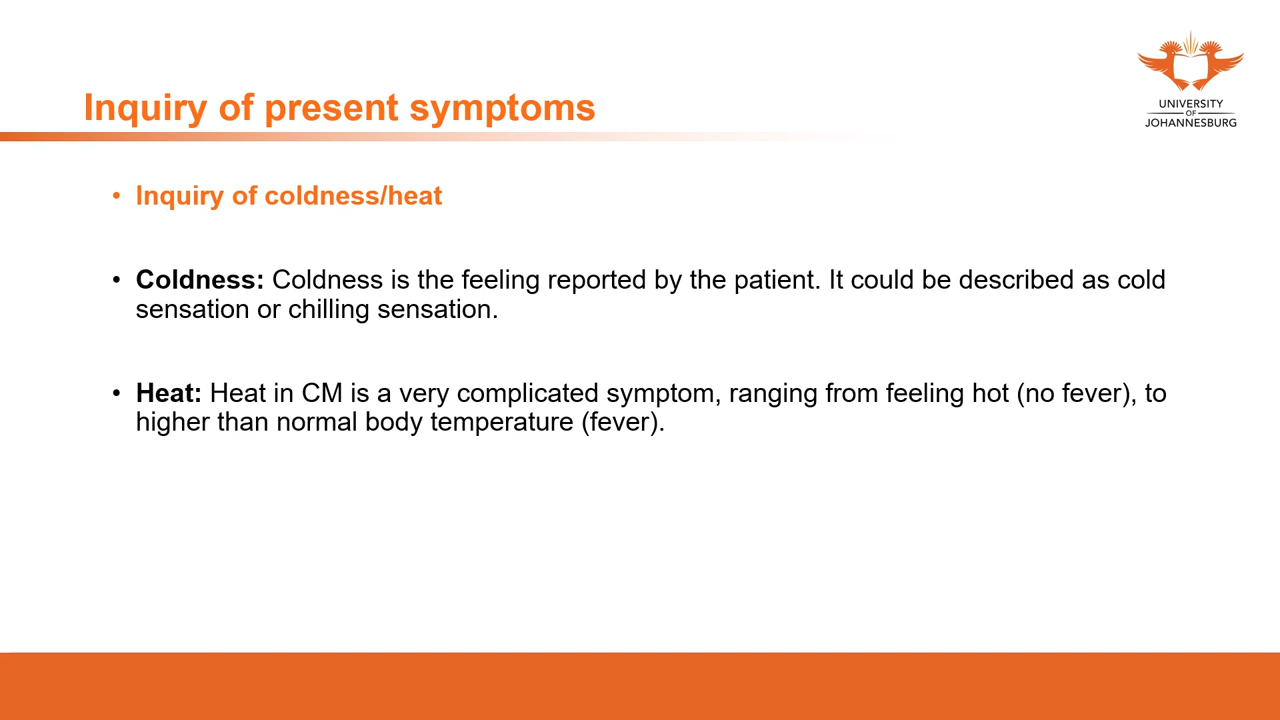 Inquiry of present symptoms
UNIVERSITY
OF
JOHANNESBURG
• Inquiry of coldness/heat
• Coldness: Coldness is the feeling reported by the patient. It could be described as cold
sensation or chilling sensation.
• Heat: Heat in CM is a very complicated symptom, ranging from feeling hot (no fever), to
higher than normal body temperature (fever).